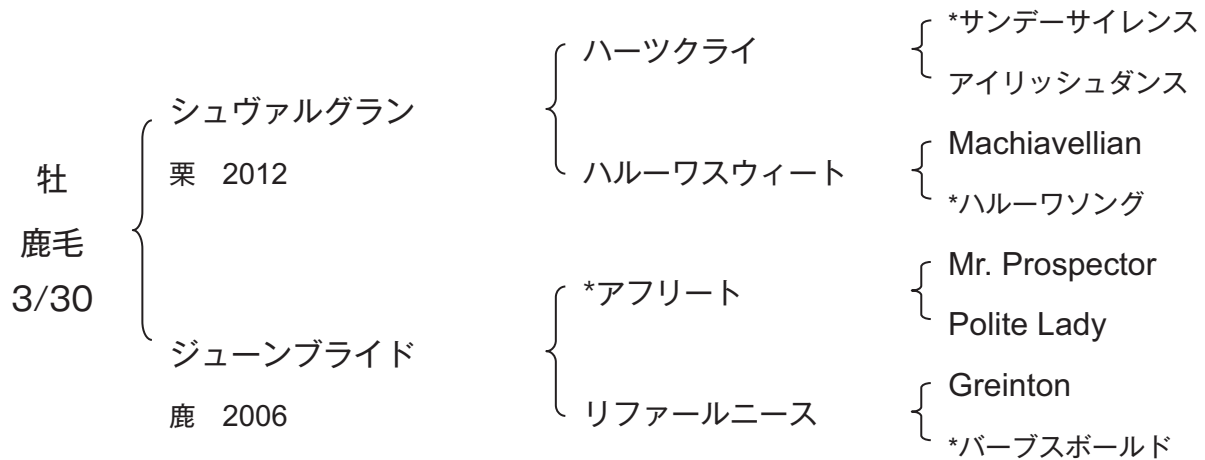 牡
鹿毛
3/30
シュヴァルグラン
栗　2012
ジューンブライド
鹿　2006
ハーツクライ
ハルーワスウィート
*アフリート
リファールニース
*サンデーサイレンス
アイリッシュダンス
Machiavellian
*ハルーワソング
Mr. Prospector
Polite Lady
Greinton
*バーブスボールド